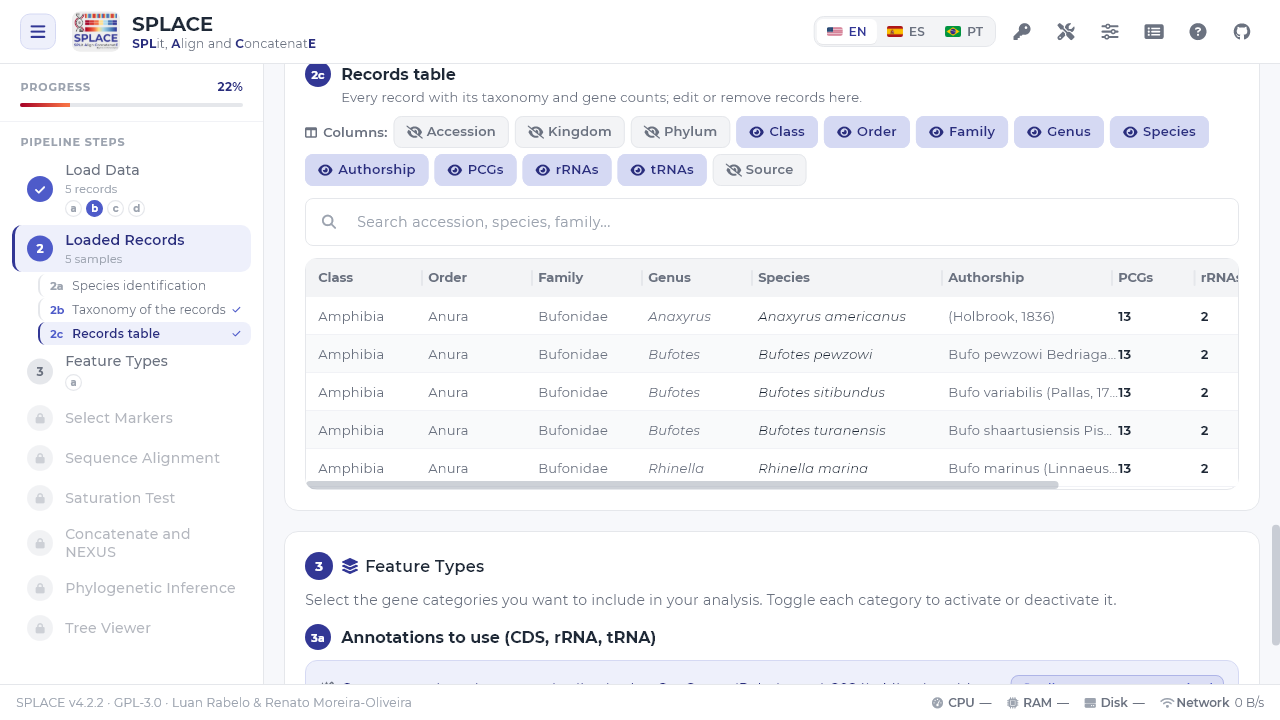 SPLACE
SPLit, Align and ConcatenatE
EN
ES
PT
PROGRESS 22%
PIPELINE STEPS
Load Data
5 records
a b c d
2 Loaded Records
5 samples
2a Species identification
2b Taxonomy of the records
2c Records table
3 Feature Types
a
Select Markers
Sequence Alignment
Saturation Test
Concatenate and
NEXUS
Phylogenetic Inference
Tree Viewer
2c Records table
Every record with its taxonomy and gene counts; edit or remove records here.
Columns: Accession Kingdom Phylum Class Order Family Genus Species
Authorship PCGs rRNAs tRNAs Source
Search accession, species, family...
Class Order Family Genus Species Authorship PCGs rRNAs
Amphibia Anura Bufonidae Anaxyrus Anaxyrus americanus (Holbrook, 1836) 13 2
Amphibia Anura Bufonidae Bufotes Bufotes pewzowi Bufo pewzowi Bedriaga... 13 2
Amphibia Anura Bufonidae Bufotes Bufotes sitibundus Bufo variabilis (Pallas, 17... 13 2
Amphibia Anura Bufonidae Bufotes Bufotes turanensis Bufo shaartusiensis Pis... 13 2
Amphibia Anura Bufonidae Rhinella Rhinella marina Bufo marinus (Linnaeus... 13 2
3 Feature Types
Select the gene categories you want to include in your analysis. Toggle each category to activate or deactivate it.
3a Annotations to use (CDS, rRNA, tRNA)
SPLACE v4.2.2 · GPL-3.0 · Luan Rabelo & Renato Moreira-Oliveira
CPU —
RAM —
Disk —
Network 0 B/s